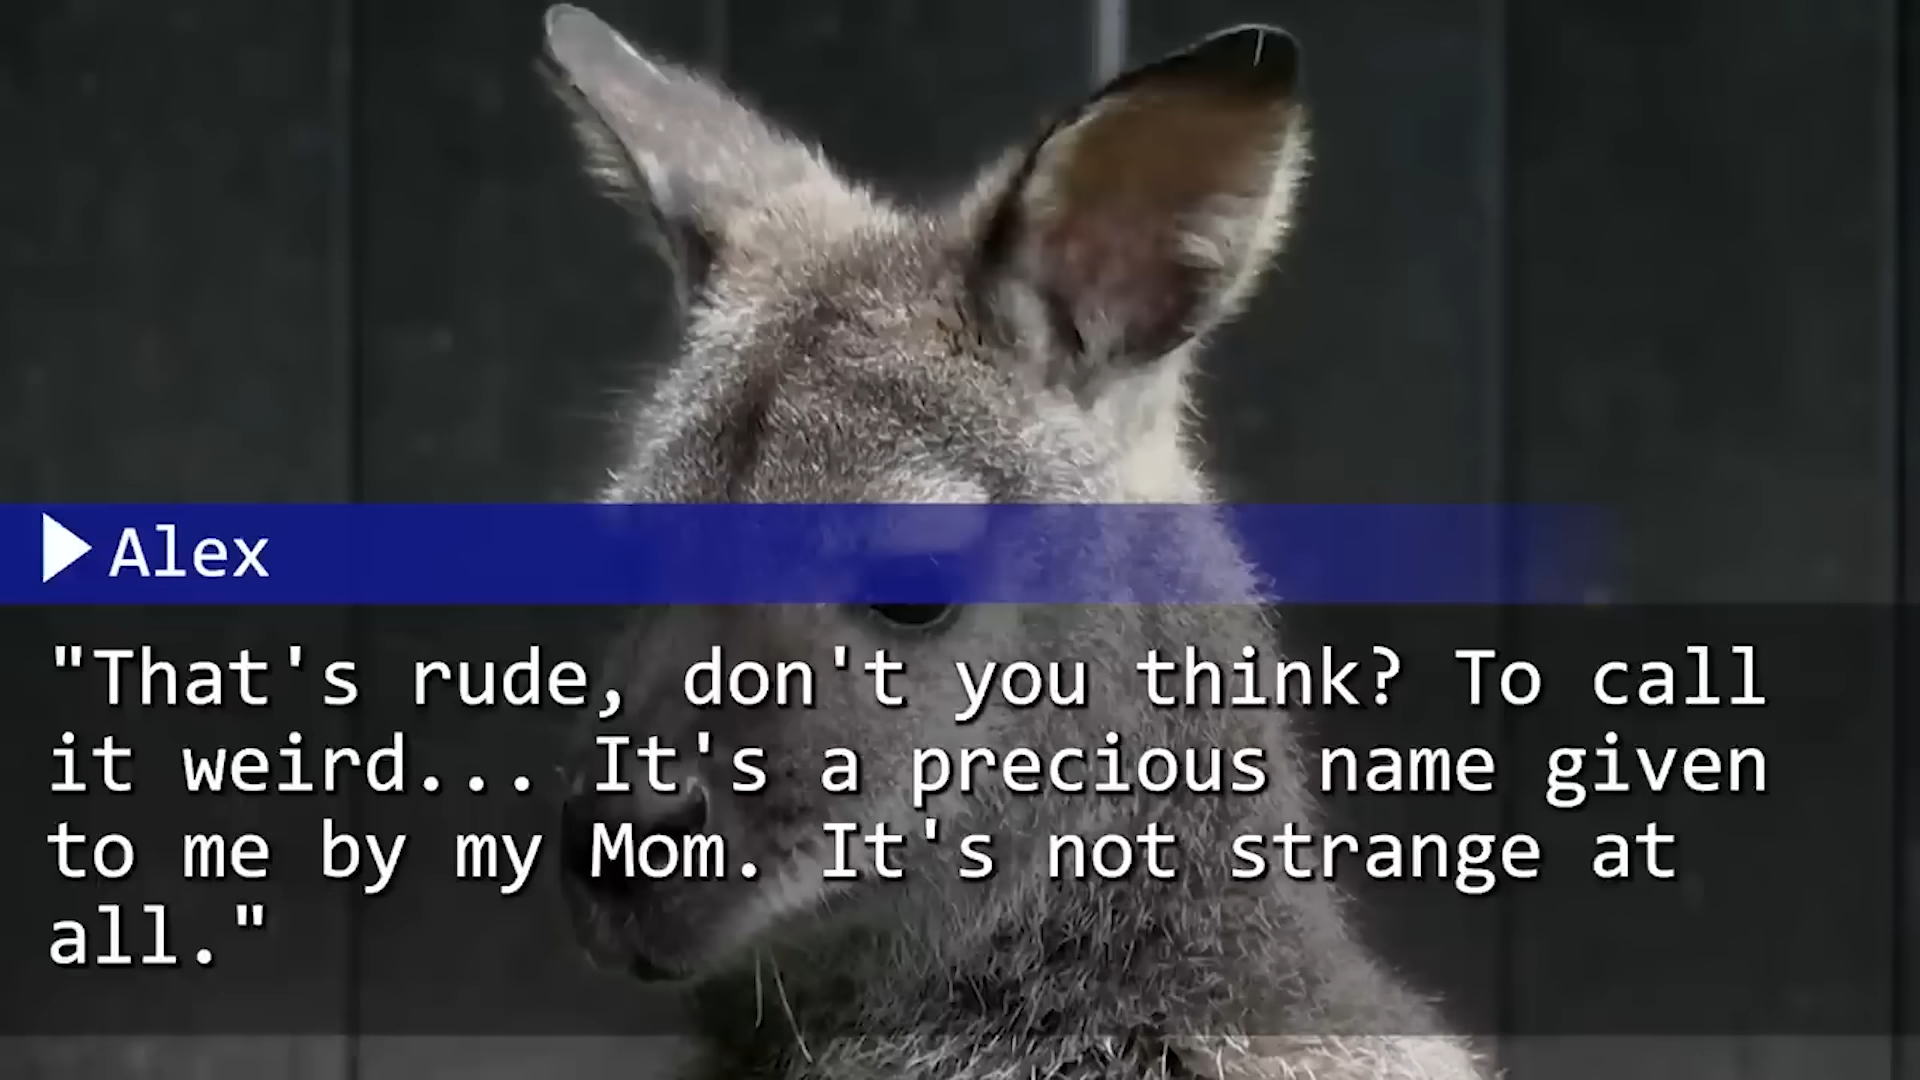 Alex
"That's rude, don't you think? To call
it weird... It's a precious name given
to me by my Mom. It's not strange at
all."